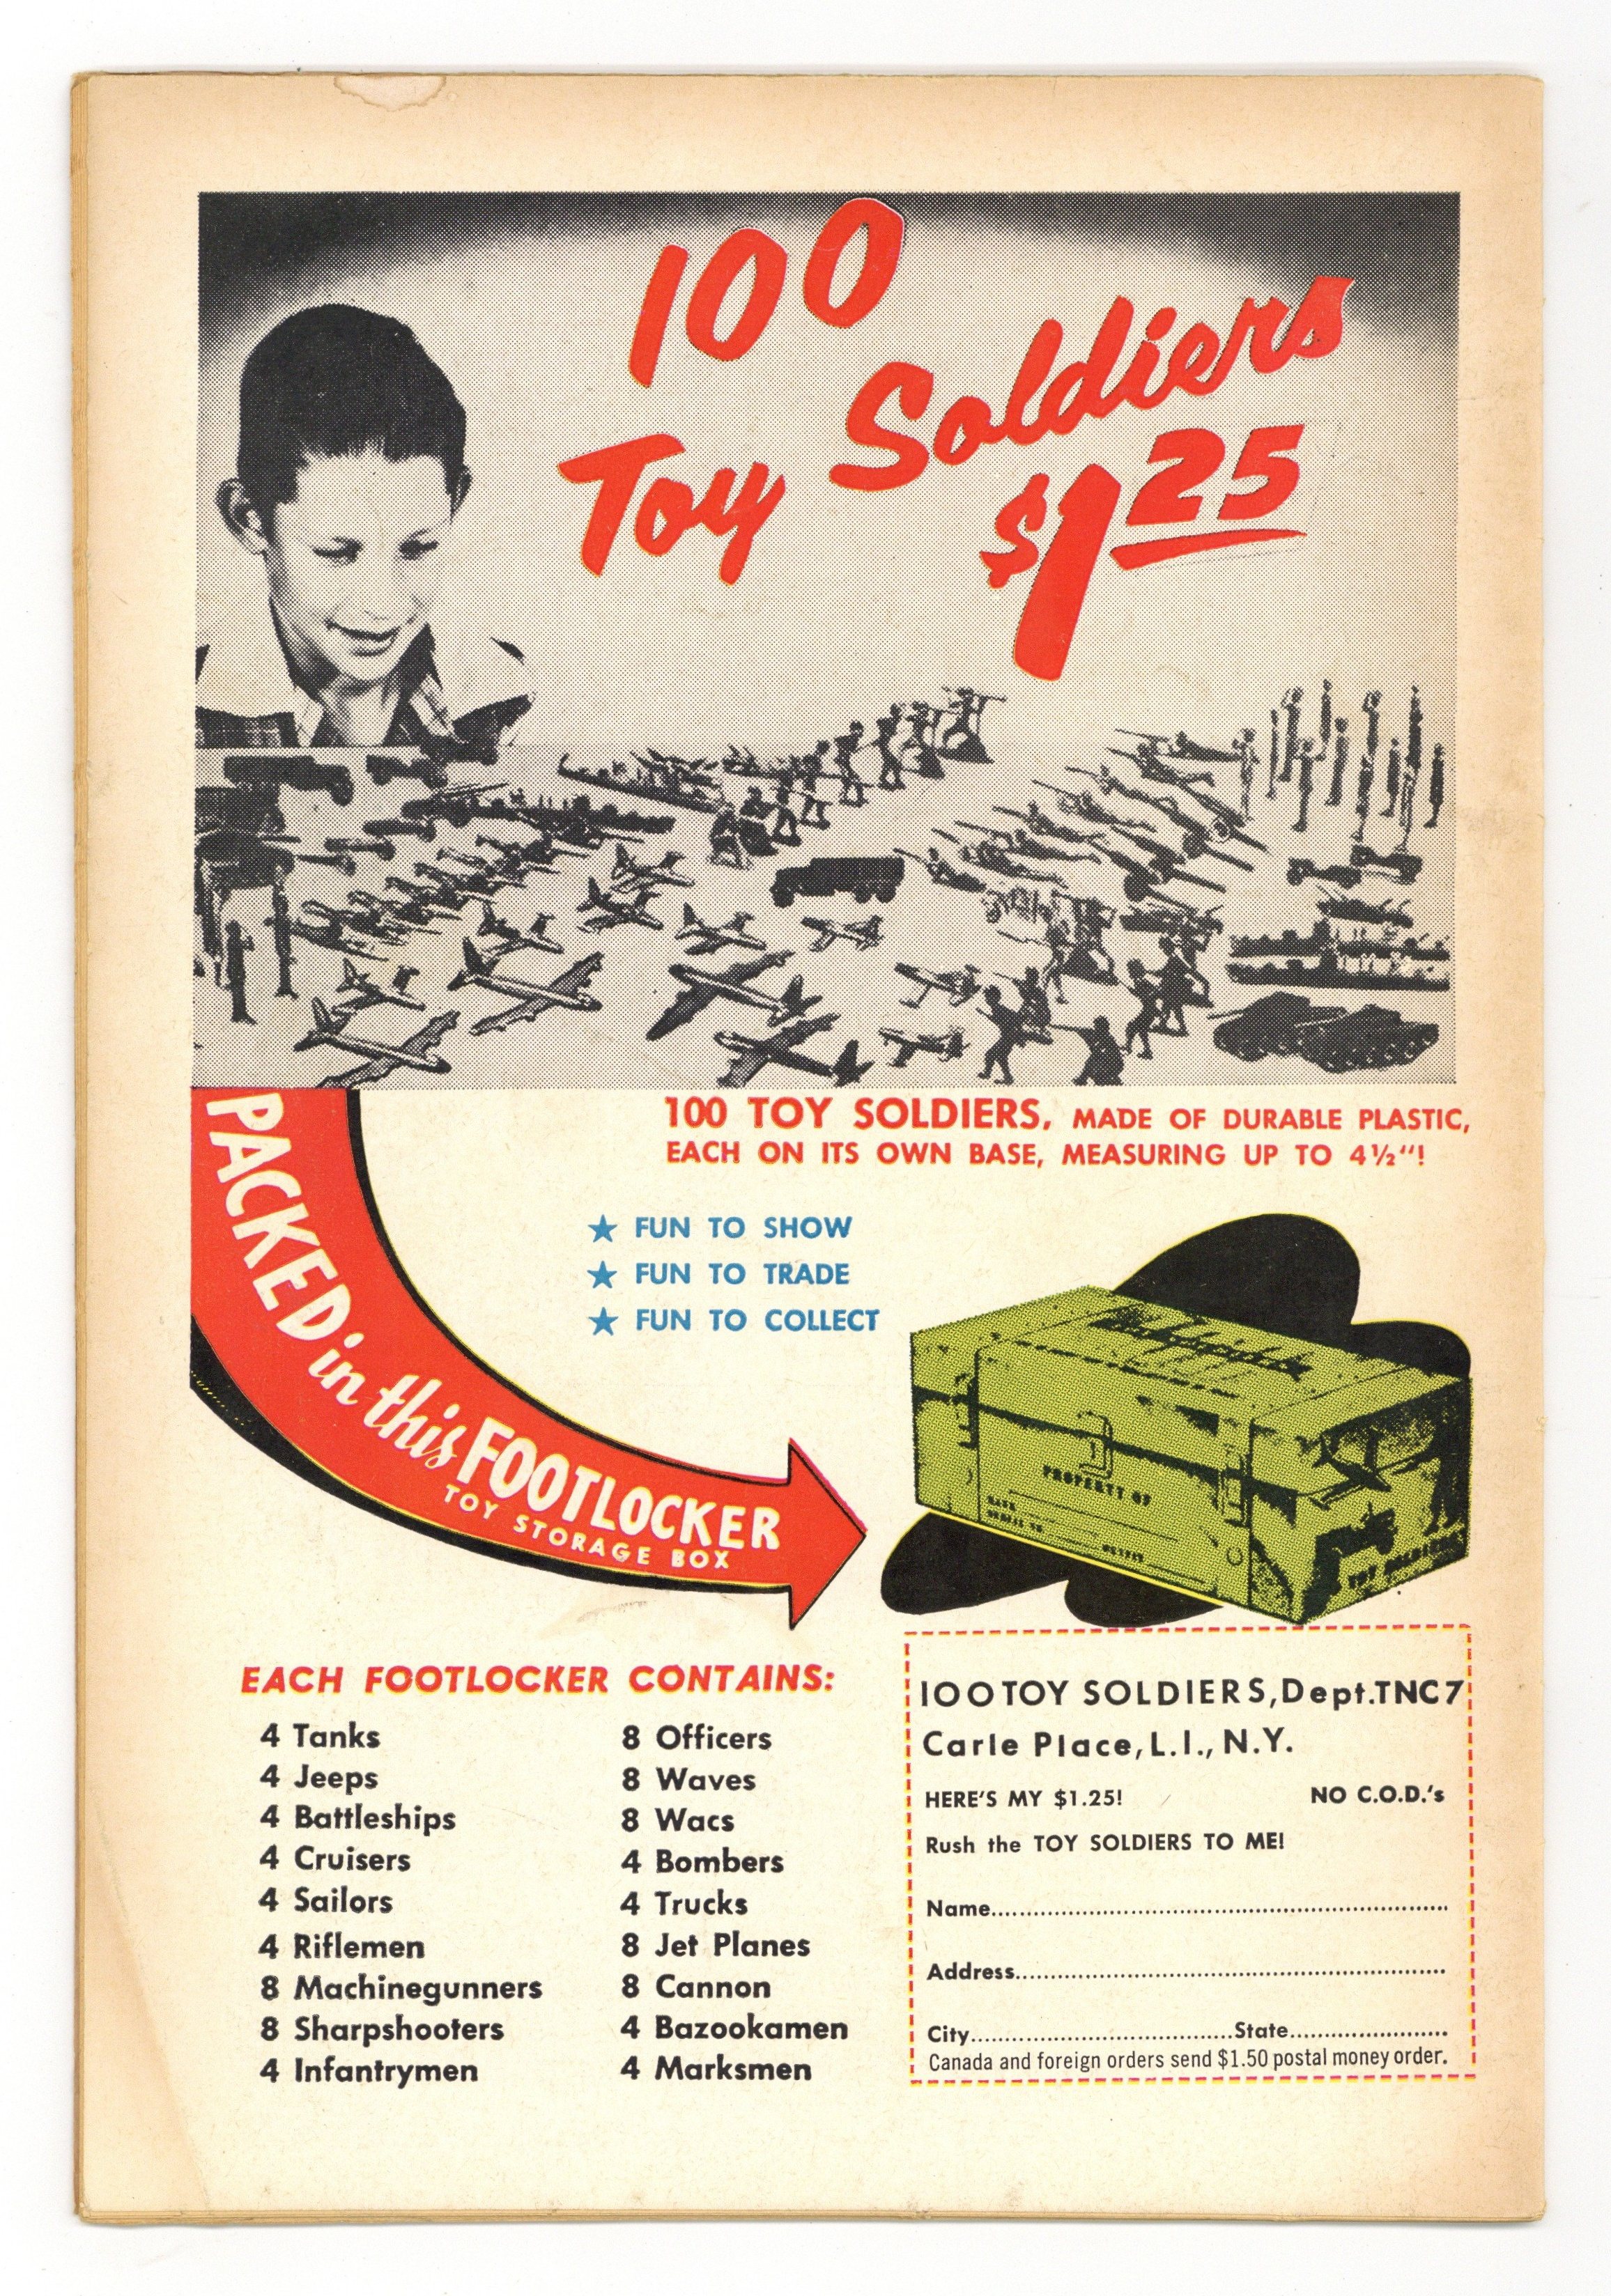 100
Toy Soldiers
$1 25
100 TOY SOLDIERS, MADE OF DURABLE PLASTIC,
EACH ON ITS OWN BASE, MEASURING UP TO 4½"!
PACKED in this FOOTLOCKER
TOY STORAGE BOX
★ FUN TO SHOW
★ FUN TO TRADE
★ FUN TO COLLECT
PROPERTY OF
EACH FOOTLOCKER CONTAINS:
4 Tanks
4 Jeeps
4 Battleships
4 Cruisers
4 Sailors
4 Riflemen
8 Machinegunners
8 Sharpshooters
4 Infantrymen
8 Officers
8 Waves
8 Wacs
4 Bombers
4 Trucks
8 Jet Planes
8 Cannon
4 Bazookamen
4 Marksmen
100 TOY SOLDIERS, Dept. TNC 7
Carle Place, L.I., N.Y.
HERE'S MY $1.25! NO C.O.D.'s
Rush the TOY SOLDIERS TO ME!
Name
Address
City State
Canada and foreign orders send $1.50 postal money order.